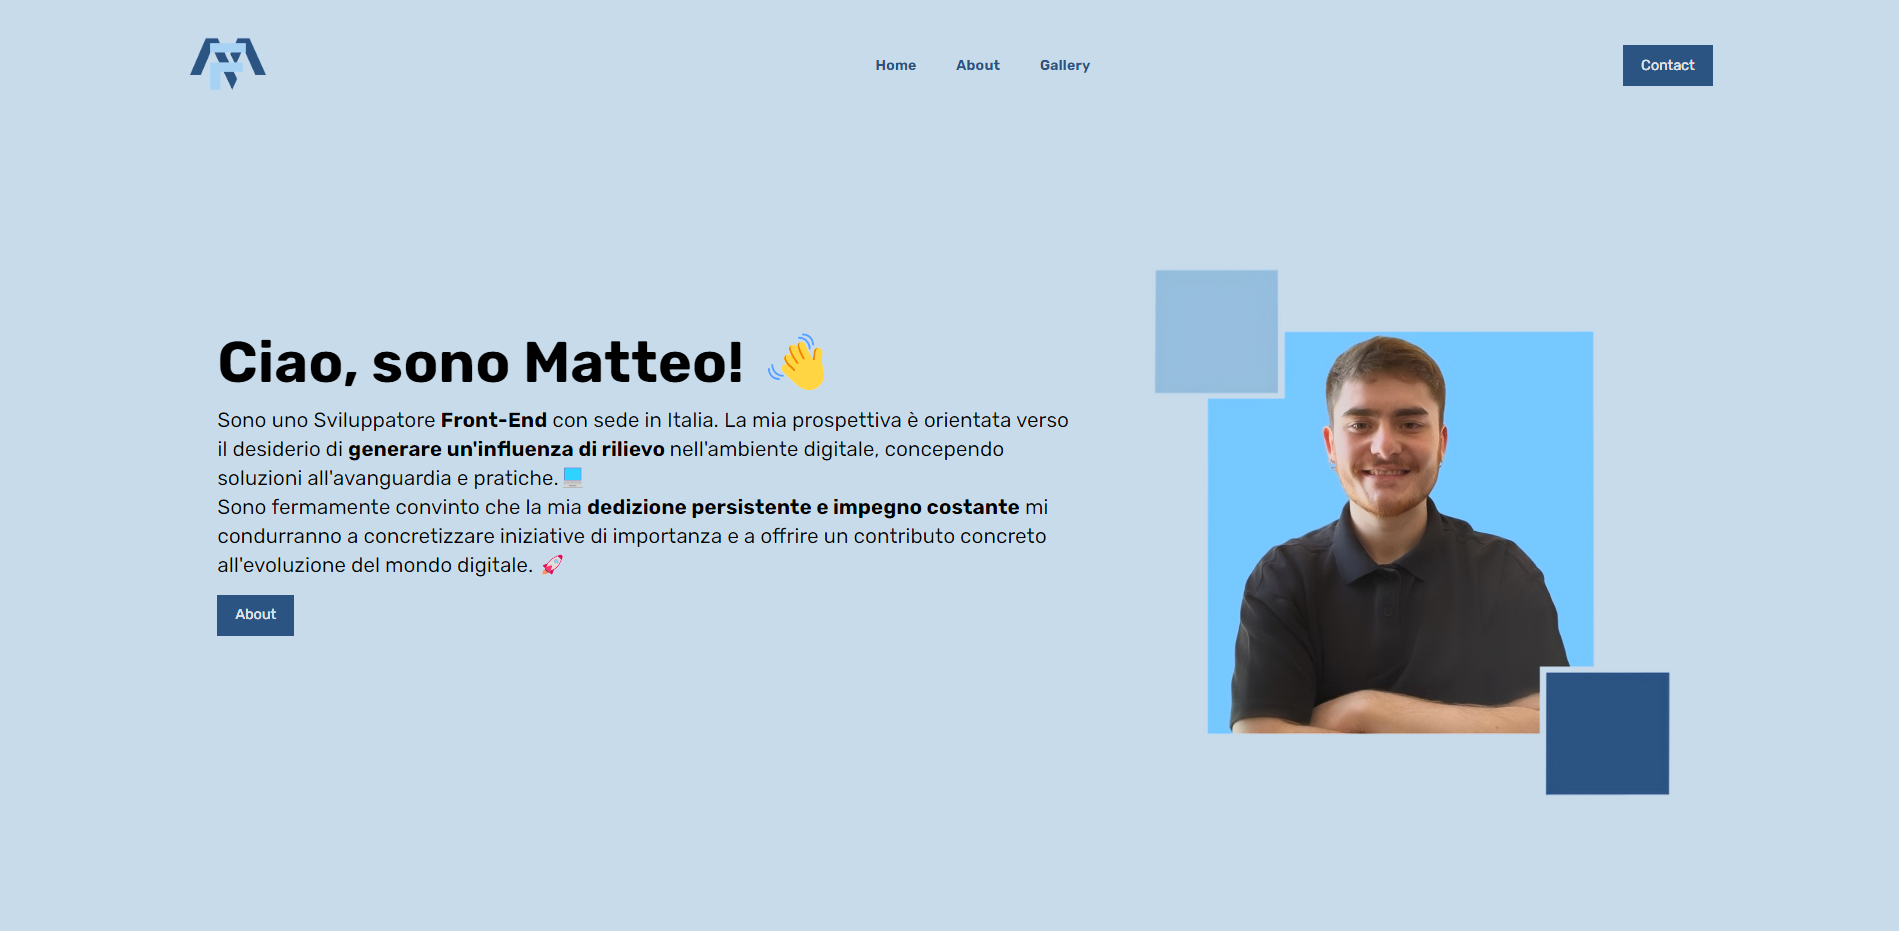 Home About Gallery
Contact
Ciao, sono Matteo! 👋
Sono uno Sviluppatore Front-End con sede in Italia. La mia prospettiva è orientata verso
il desiderio di generare un'influenza di rilievo nell'ambiente digitale, concependo
soluzioni all'avanguardia e pratiche. 💻
Sono fermamente convinto che la mia dedizione persistente e impegno costante mi
condurranno a concretizzare iniziative di importanza e a offrire un contributo concreto
all'evoluzione del mondo digitale. 🚀
About